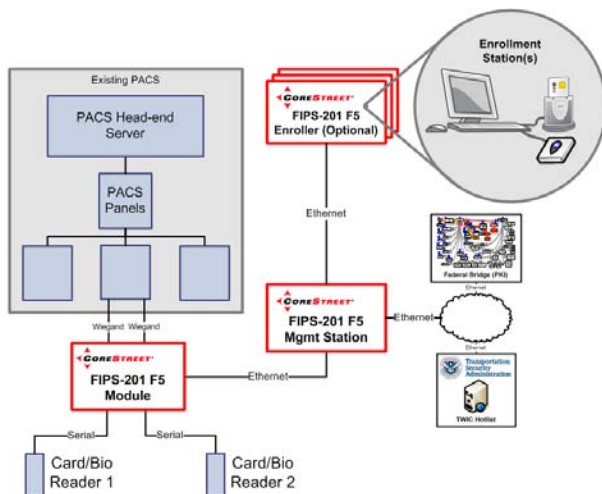 Existing PACS
PACS Head-end
Server
PACS
Panels
Wiegand
Wiegand
CORESTREET
FIPS-201 F5
Module
Serial
Serial
Card/Bio
Reader 1
Card/Bio
Reader 2
Ethernet
CORESTREET
FIPS-201 F5
Enroller (Optional)
Enrollment
Station(s)
Ethernet
CORESTREET
FIPS-201 F5
Mgmt Station
Ethernet
Federal Bridge (PKI)
Ethernet
Ethernet
Transportation
Security
Administration
TWIC Hotlist